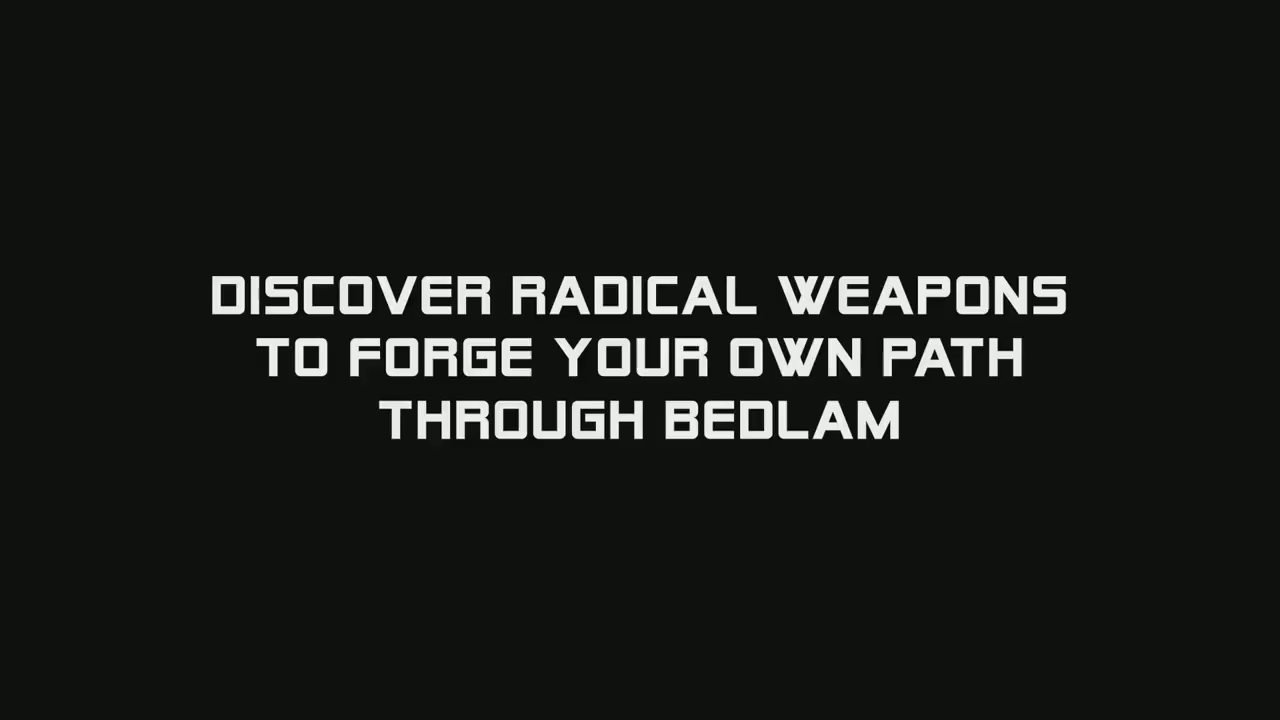 DISCOVER RADICAL WEAPONS
TO FORGE YOUR OWN PATH
THROUGH BEDLAM